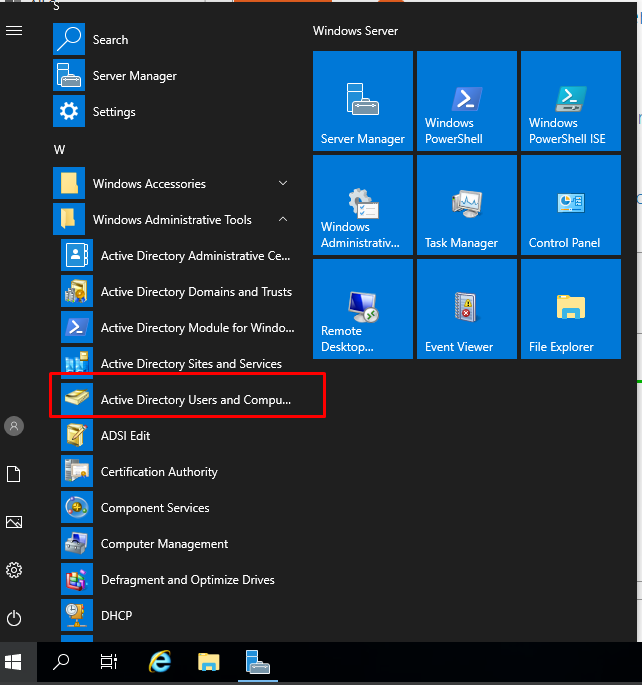 S
Search
Server Manager
Settings
W
Windows Accessories
Windows Administrative Tools
Active Directory Administrative Ce...
Active Directory Domains and Trusts
Active Directory Module for Windo...
Active Directory Sites and Services
Active Directory Users and Compu...
ADSI Edit
Certification Authority
Component Services
Computer Management
Defragment and Optimize Drives
DHCP
Windows Server
Server Manager
Windows
PowerShell
Windows
PowerShell ISE
Windows
Administrativ...
Task Manager
Control Panel
Remote
Desktop...
Event Viewer
File Explorer